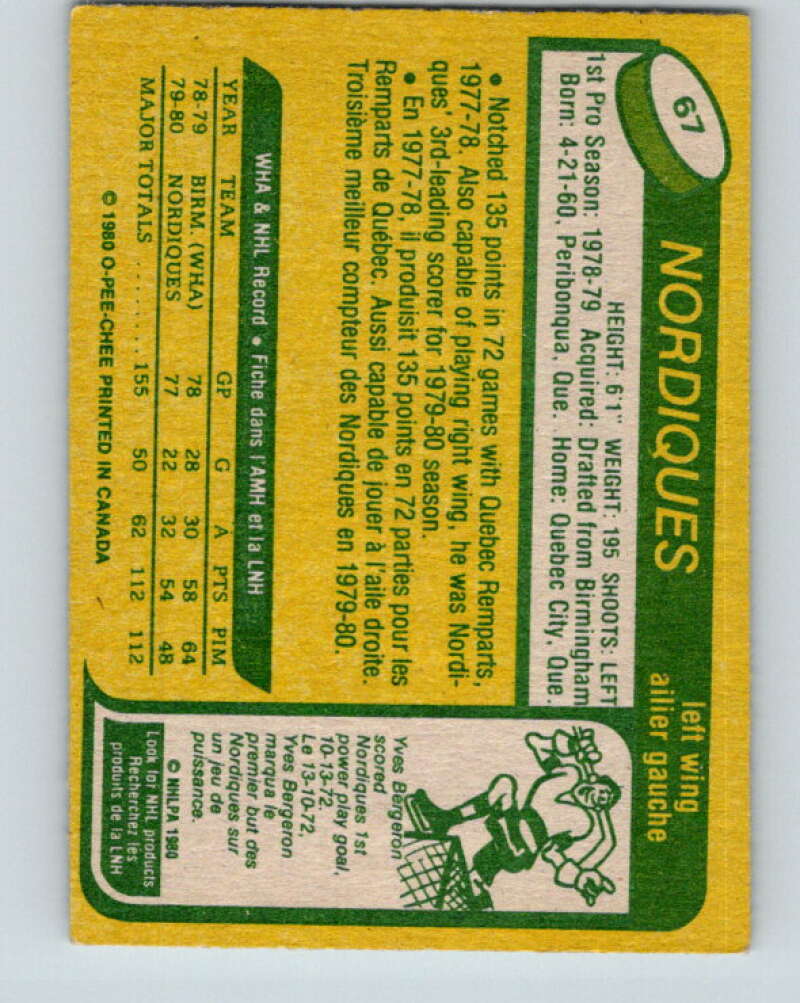 67
NORDIQUES
left wing
ailier gauche
HEIGHT: 6'1" WEIGHT: 195 SHOOTS: LEFT
1st Pro Season: 1978-79 Acquired: Drafted from Birmingham
Born: 4-21-60, Peribonqua, Que. Home: Quebec City, Que.
• Notched 135 points in 72 games with Quebec Remparts,
1977-78. Also capable of playing right wing, he was Nordi-
ques' 3rd-leading scorer for 1979-80 season.
• En 1977-78, il produisit 135 points en 72 parties pour les
Remparts de Québec. Aussi capable de jouer à l'aile droite.
Troisième meilleur compteur des Nordiques en 1979-80.
WHA & NHL Record • Fiche dans l'AMH et la LNH
YEAR TEAM GP G A PTS PIM
78-79 BIRM. (WHA) 78 28 30 58 64
79-80 NORDIQUES 77 22 32 54 48
MAJOR TOTALS ........ 155 50 62 112 112
© 1980 O-PEE-CHEE PRINTED IN CANADA
Yves Bergeron
scored
Nordiques 1st
power play goal,
10-13-72.
Le 13-10-72,
Yves Bergeron
marqua le
premier but des
Nordiques sur
un jeu de
puissance.
© NHLPA 1980
Look for NHL products
Recherchez les
produits de la LNH